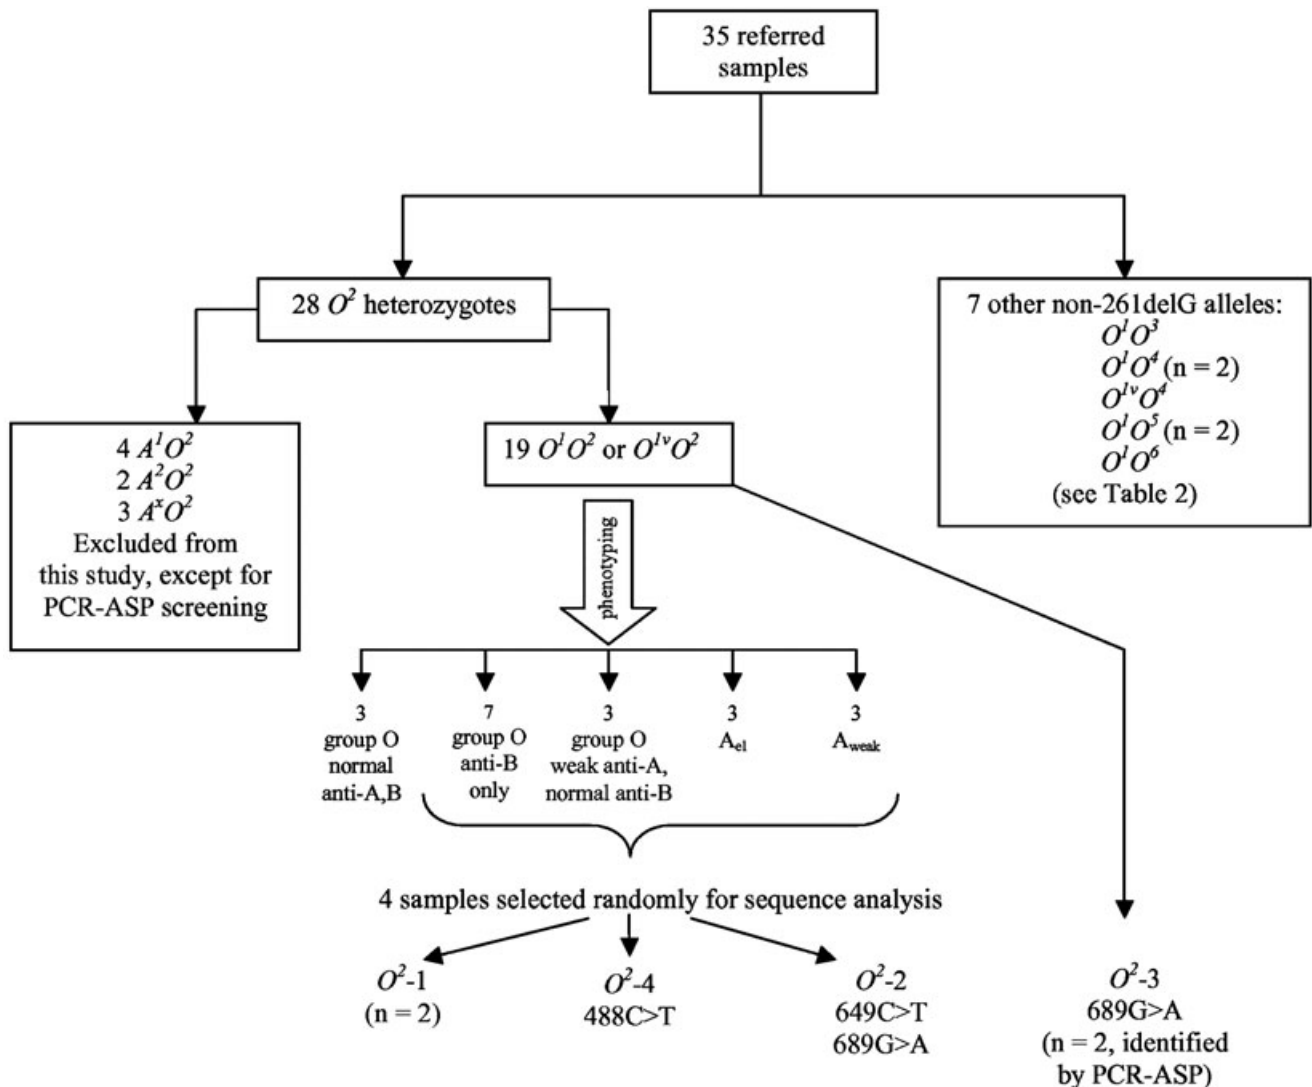 35 referred
samples
28 O² heterozygotes
7 other non-261delG alleles:
O¹O³
O¹O⁴ (n = 2)
O¹ᵛO⁴
O¹O⁵ (n = 2)
O¹O⁶
(see Table 2)
4 A¹O²
2 A²O²
3 AˣO²
Excluded from
this study, except for
PCR-ASP screening
19 O¹O² or O¹ᵛO²
phenotyping
3
group O
normal
anti-A,B
7
group O
anti-B
only
3
group O
weak anti-A,
normal anti-B
3
Ael
3
Aweak
4 samples selected randomly for sequence analysis
O²-1
(n = 2)
O²-4
488C>T
O²-2
649C>T
689G>A
O²-3
689G>A
(n = 2, identified
by PCR-ASP)